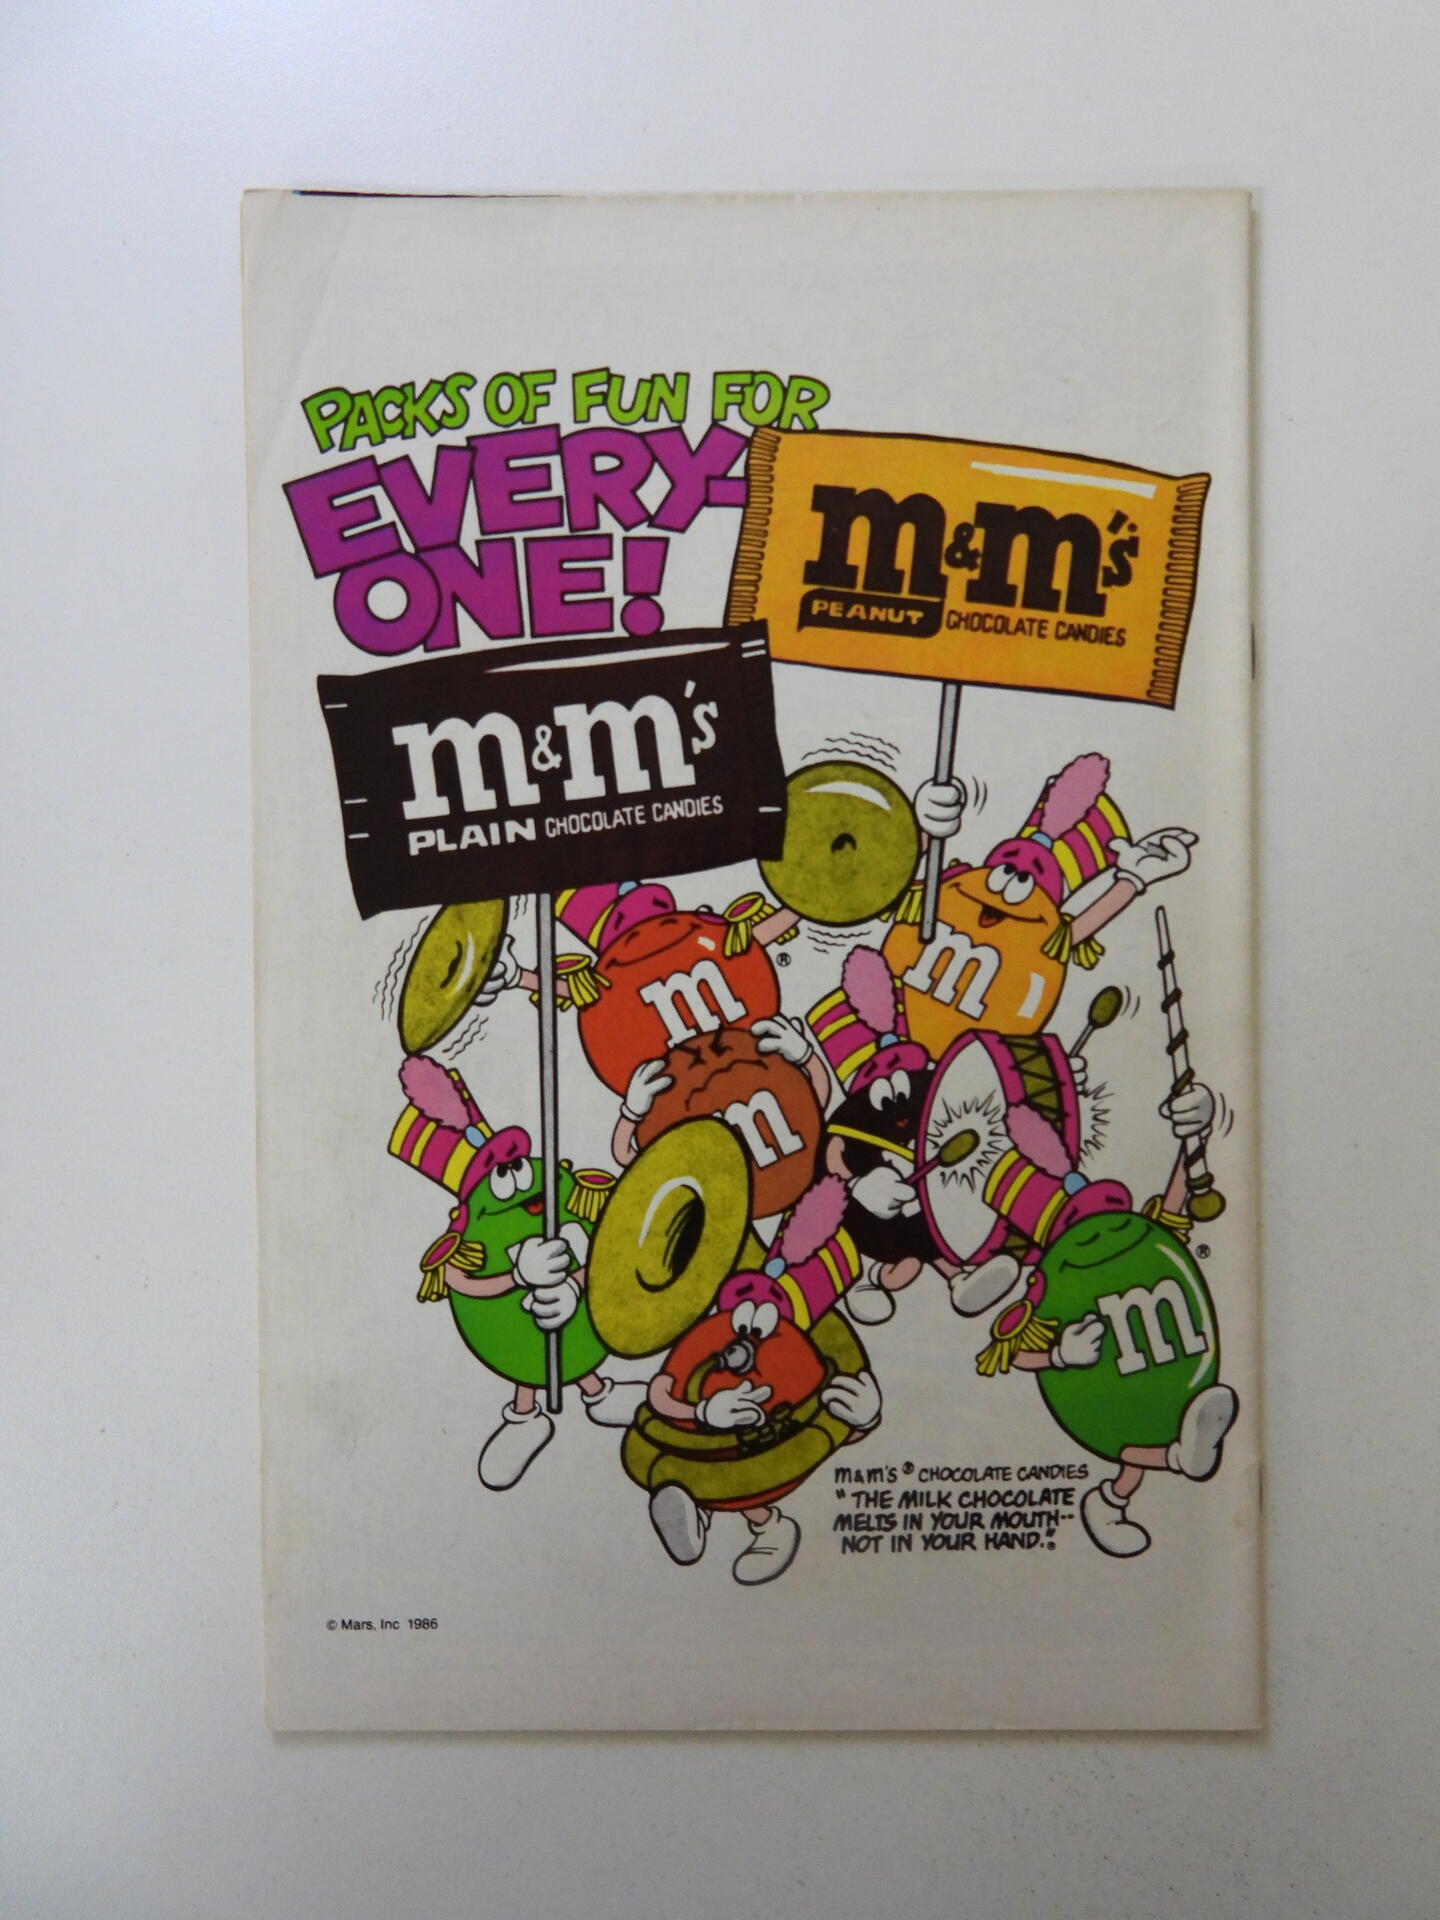 PACKS OF FUN FOR
EVERY-
ONE!
m&m's
PEANUT CHOCOLATE CANDIES
m&m's
PLAIN CHOCOLATE CANDIES
m
®
m
m
m
®
m&m's® CHOCOLATE CANDIES
"THE MILK CHOCOLATE
MELTS IN YOUR MOUTH--
NOT IN YOUR HAND."®
© Mars, Inc 1986